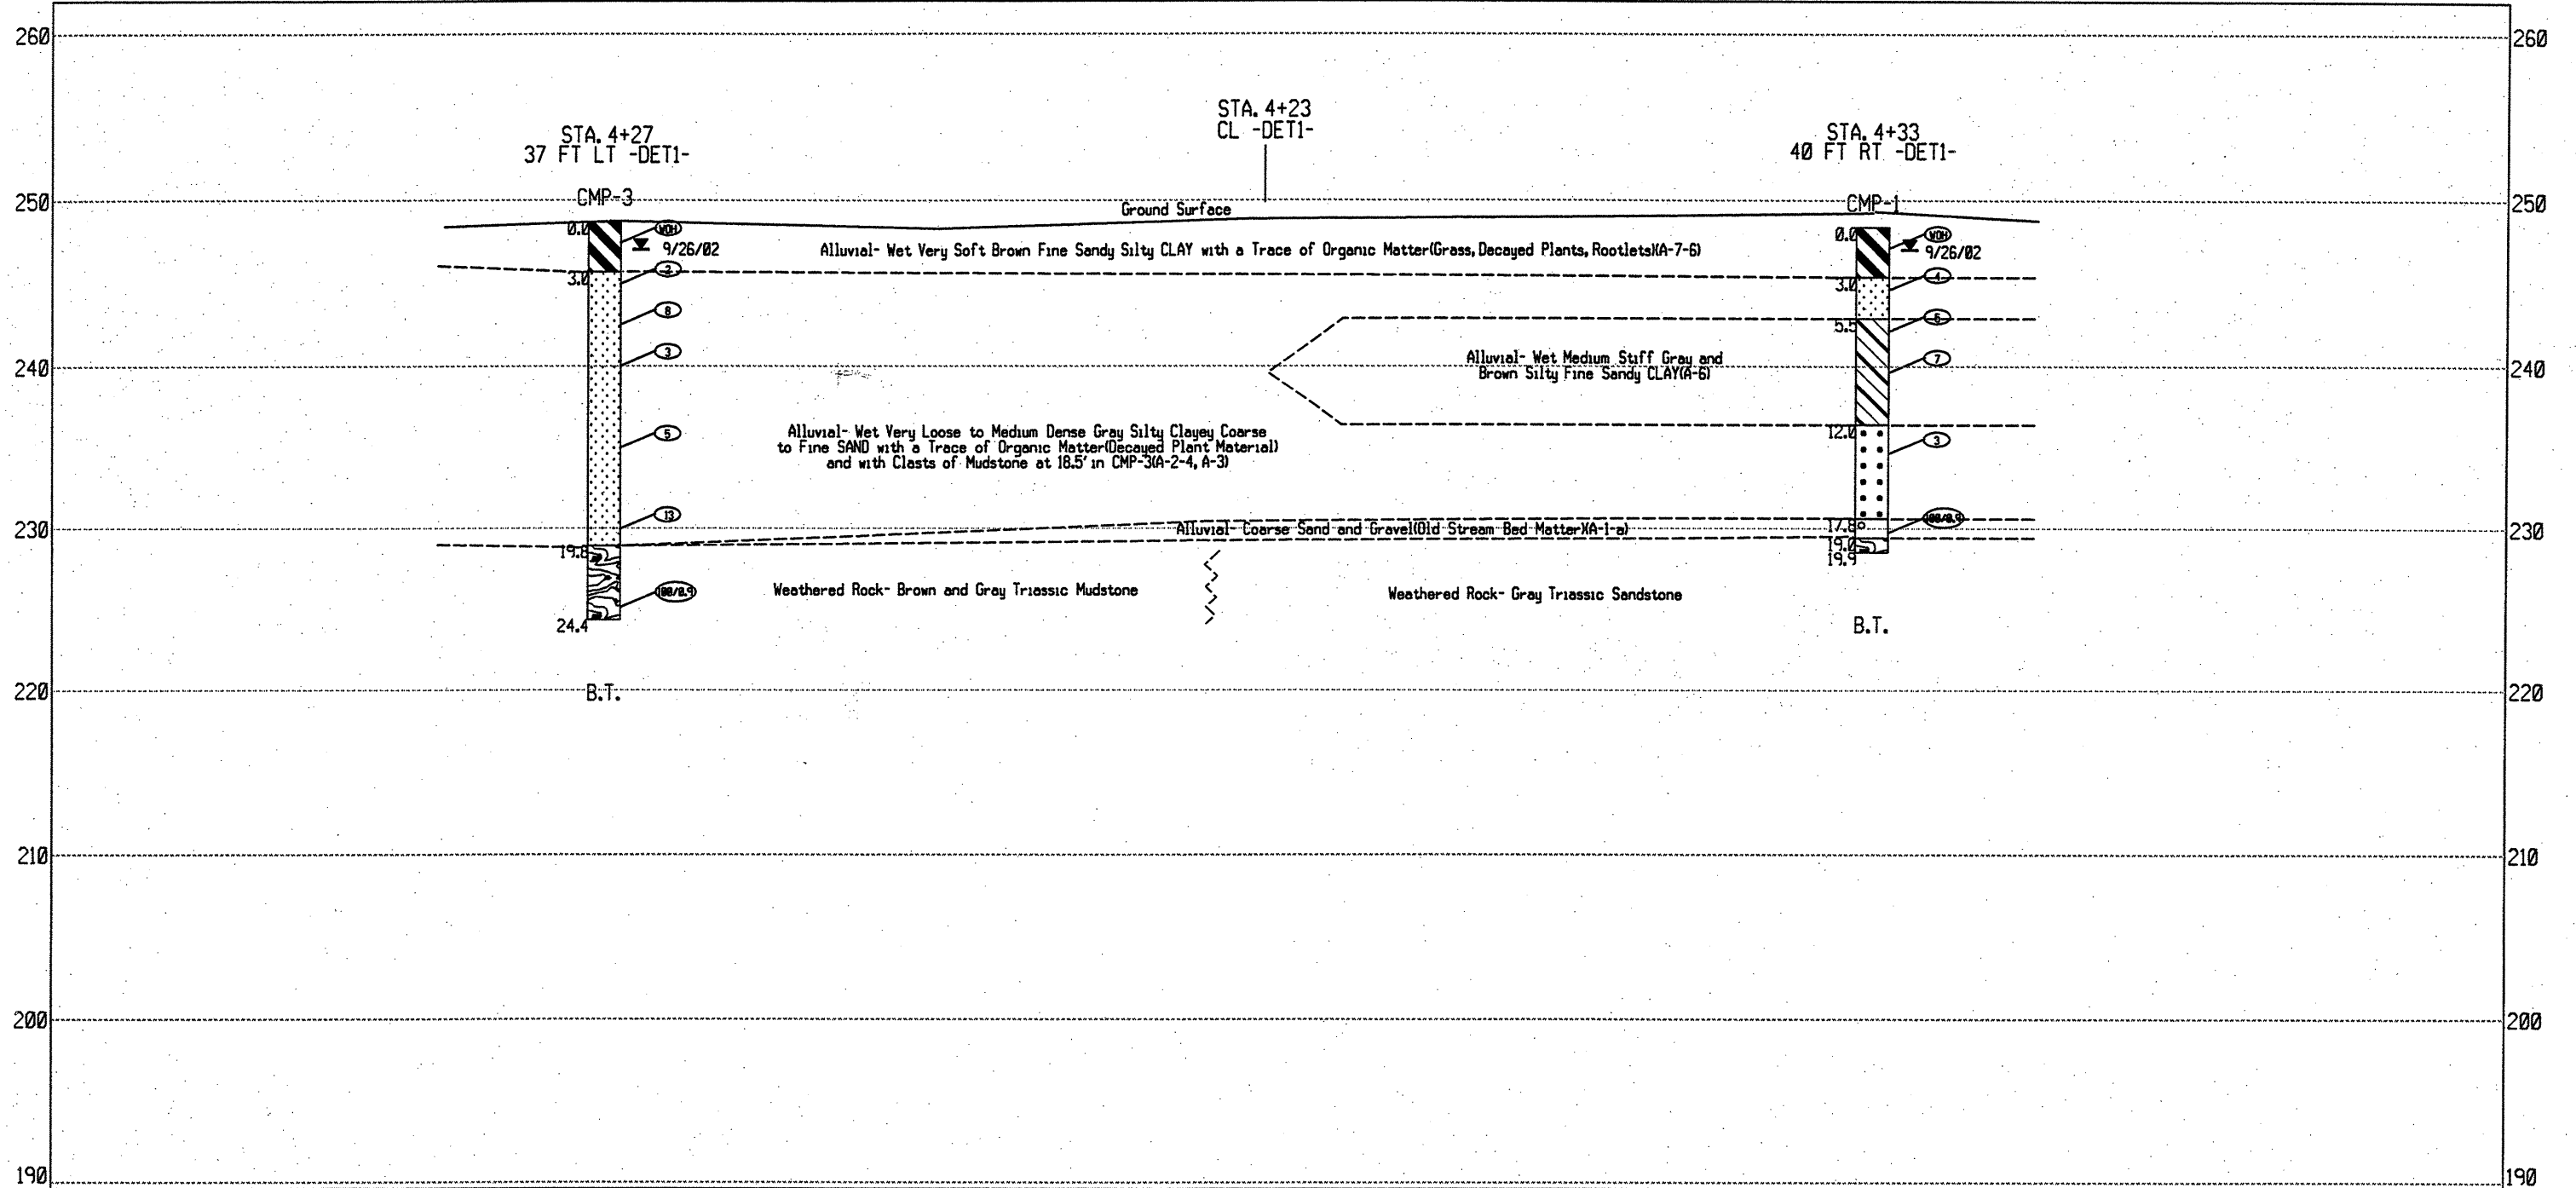 260
260
STA. 4+23
CL -DET1-
STA. 4+27
37 FT LT -DET1-
STA. 4+33
40 FT RT -DET1-
CMP-3
CMP-1
250
250
Ground Surface
0.0
WOH
9/26/02
Alluvial- Wet Very Soft Brown Fine Sandy Silty CLAY with a Trace of Organic Matter(Grass, Decayed Plants, Rootlets)(A-7-6)
0.0
WOH
9/26/02
2
3.0
4
3.0
8
5.5
3
7
240
240
Alluvial- Wet Medium Stiff Gray and
Brown Silty Fine Sandy CLAY(A-6)
5
12.0
3
Alluvial- Wet Very Loose to Medium Dense Gray Silty Clayey Coarse
to Fine SAND with a Trace of Organic Matter(Decayed Plant Material)
and with Clasts of Mudstone at 18.5' in CMP-3(A-2-4, A-3)
13
230
230
Alluvial- Coarse Sand and Gravel(Old Stream Bed Matter)(A-1-a)
17.8
100/0.9
19.8
19.0
19.9
100/0.9
Weathered Rock- Brown and Gray Triassic Mudstone
Weathered Rock- Gray Triassic Sandstone
24.4
B.T.
220
B.T.
220
210
210
200
200
190
190